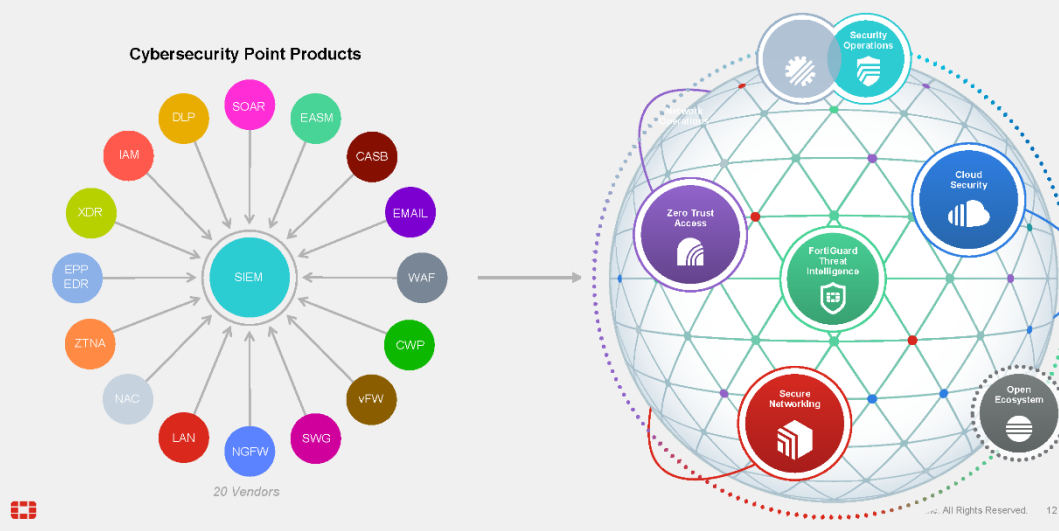 Cybersecurity Point Products
SOAR
EASM
CASB
EMAIL
WAF
CWP
vFW
SWG
NGFW
LAN
NAC
ZTNA
EPP
EDR
XDR
IAM
DLP
SIEM
20 Vendors
Security
Operations
Operations
Zero Trust
Access
Cloud
Security
FortiGuard
Threat
Intelligence
Secure
Networking
Open
Ecosystem
All Rights Reserved.
12